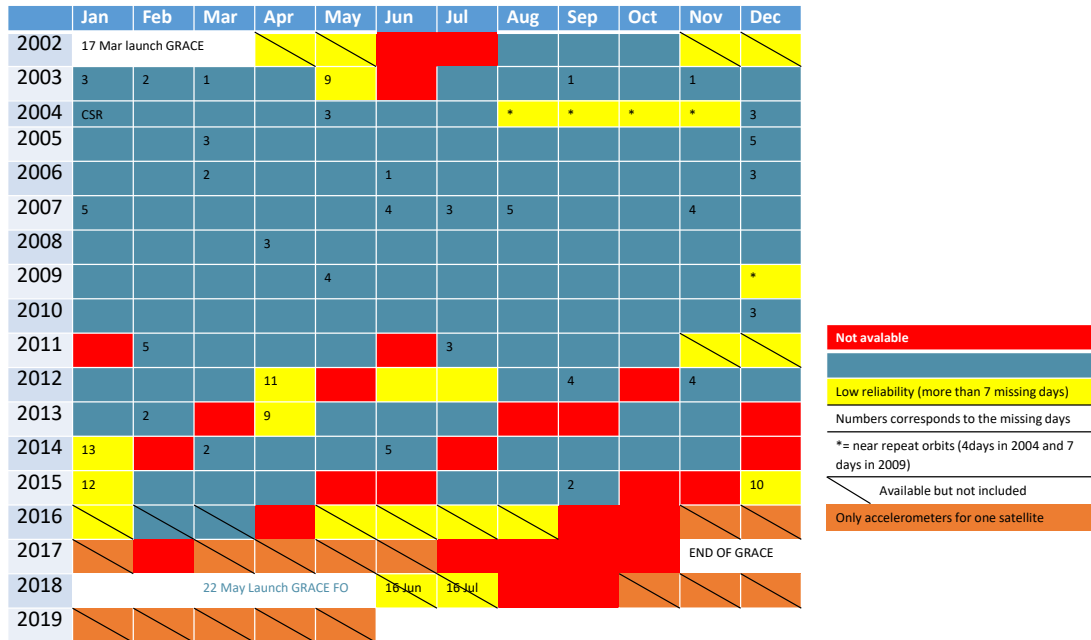 Jan Feb Mar Apr May Jun Jul Aug Sep Oct Nov Dec
2002 17 Mar launch GRACE
2003 3 2 1 9 1 1
2004 CSR 3 * * * * 3
2005 3 5
2006 2 1 3
2007 5 4 3 5 4
2008 3
2009 4 *
2010 3
2011 5 3
2012 11 4 4
2013 2 9
2014 13 2 5
2015 12 2 10
2016
2017 END OF GRACE
2018 22 May Launch GRACE FO 16 Jun 16 Jul
2019
Not avalable
Low reliability (more than 7 missing days)
Numbers corresponds to the missing days
*= near repeat orbits (4days in 2004 and 7
days in 2009)
Available but not included
Only accelerometers for one satellite